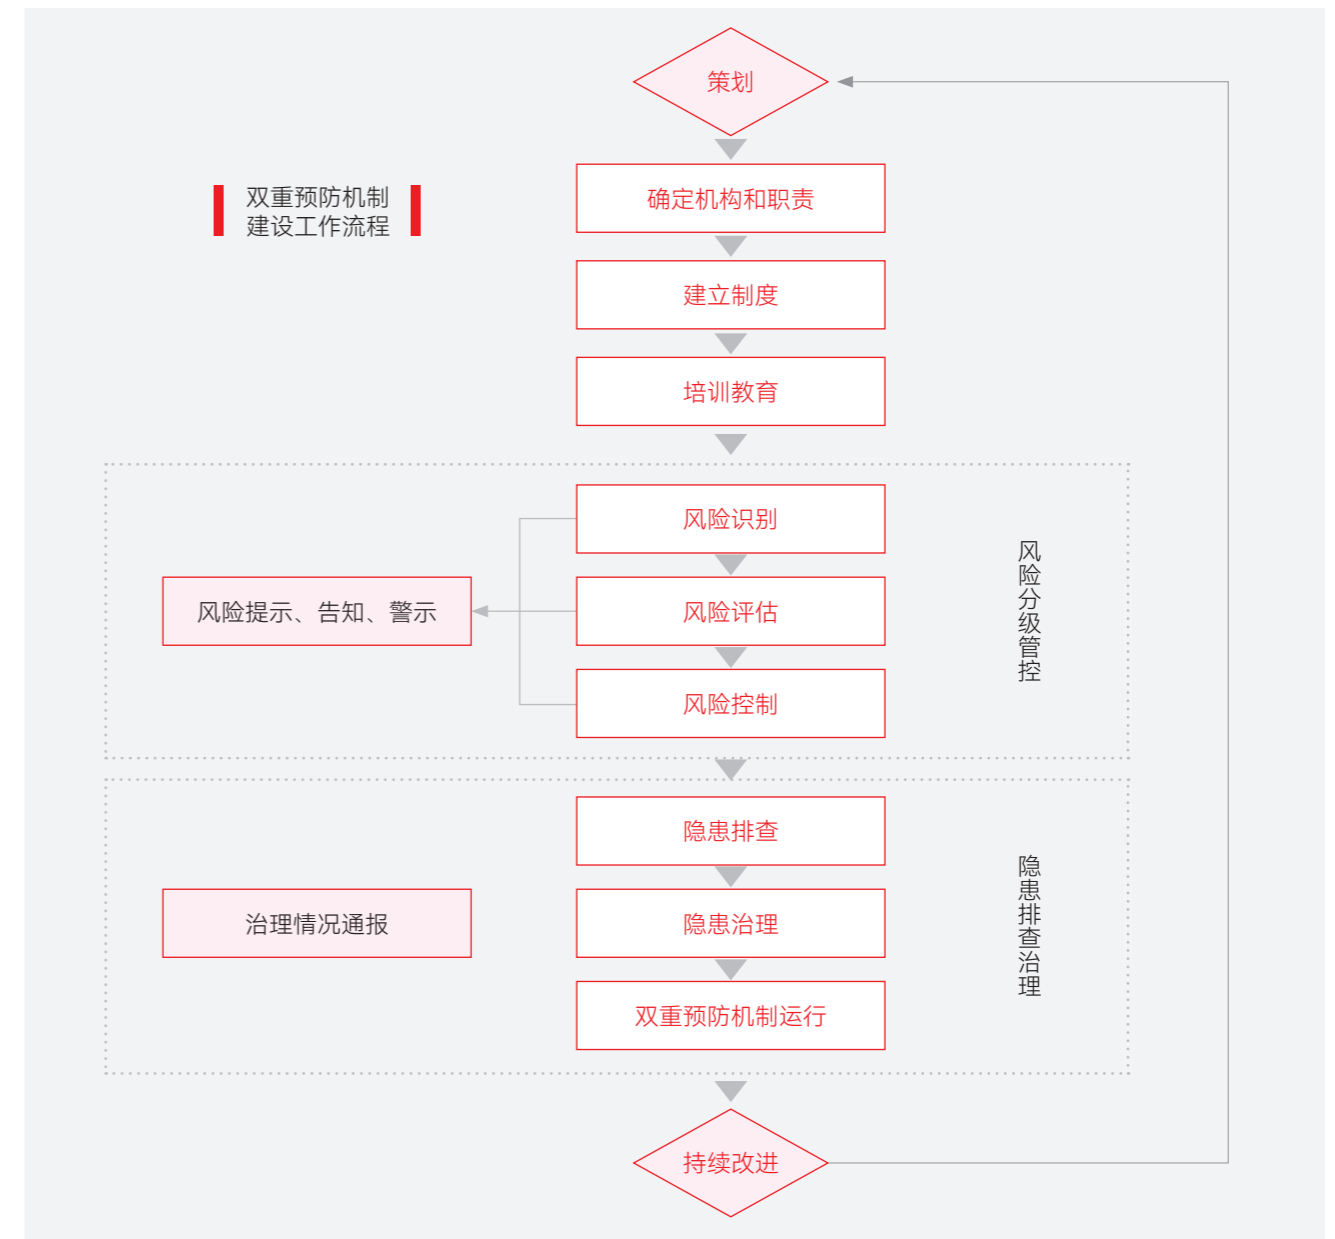 策划
双重预防机制
建设工作流程
确定机构和职责
建立制度
培训教育
风险识别
风险提示、告知、警示
风险评估
风险控制
风险分级管控
隐患排查
治理情况通报
隐患治理
双重预防机制运行
隐患排查治理
持续改进